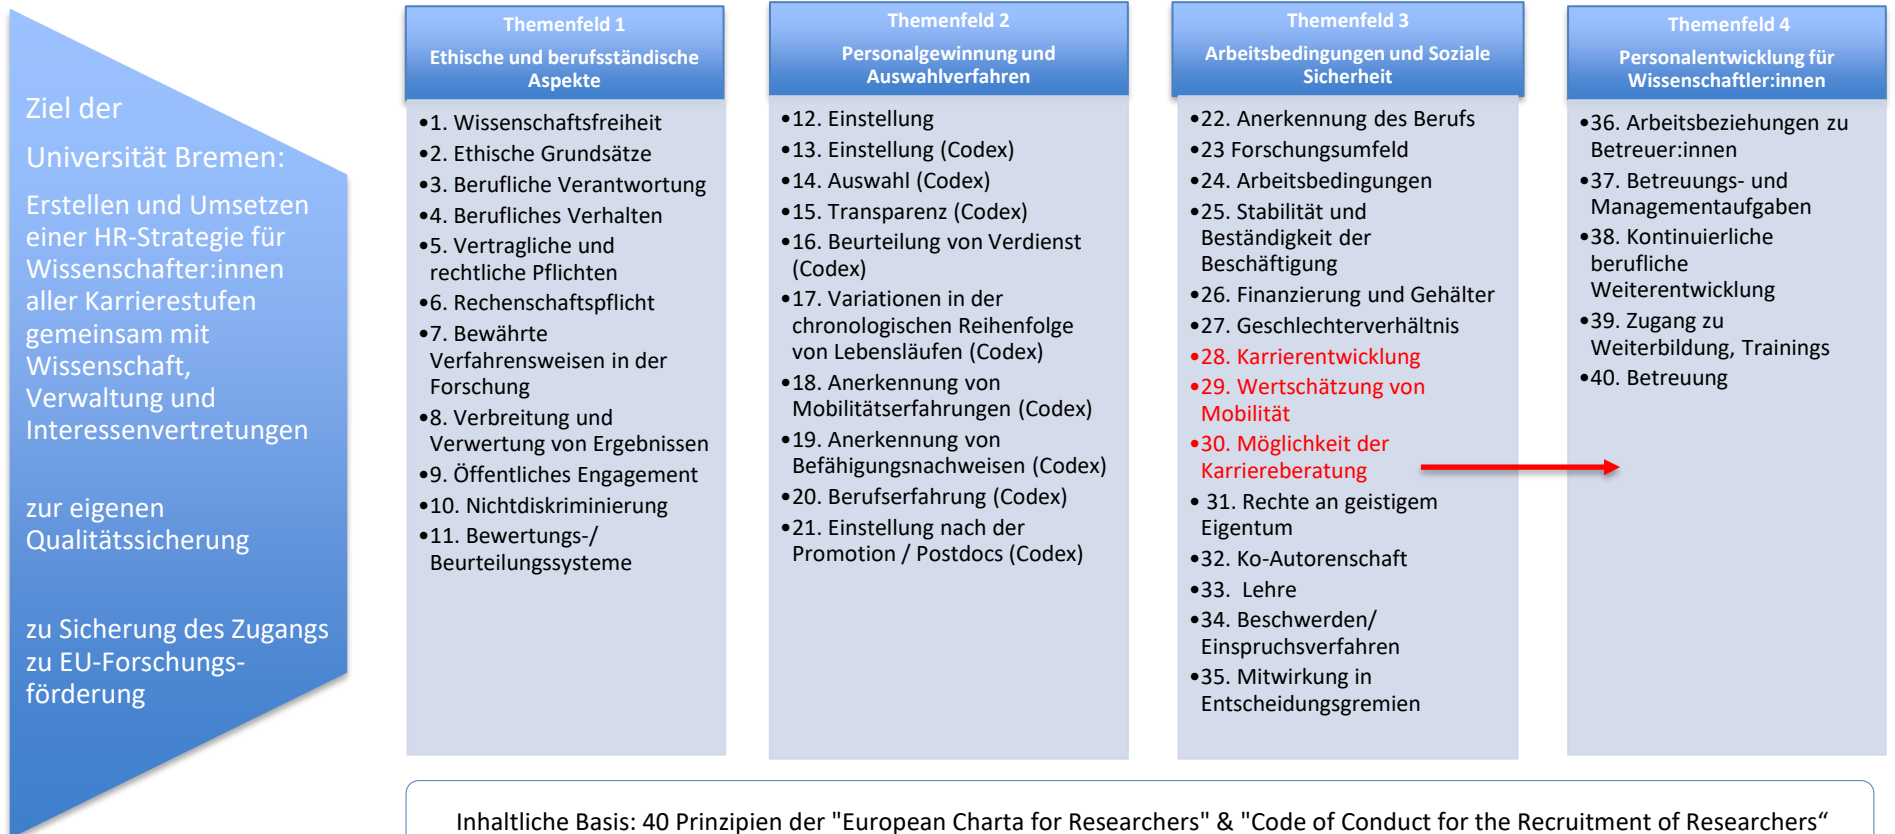 Ziel der
Universität Bremen:
Erstellen und Umsetzen
einer HR-Strategie für
Wissenschafter:innen
aller Karrierestufen
gemeinsam mit
Wissenschaft,
Verwaltung und
Interessenvertretungen
zur eigenen
Qualitätssicherung
zu Sicherung des Zugangs
zu EU-Forschungs-
förderung
Themenfeld 1
Ethische und berufsständische
Aspekte
•1. Wissenschaftsfreiheit
•2. Ethische Grundsätze
•3. Berufliche Verantwortung
•4. Berufliches Verhalten
•5. Vertragliche und
rechtliche Pflichten
•6. Rechenschaftspflicht
•7. Bewährte
Verfahrensweisen in der
Forschung
•8. Verbreitung und
Verwertung von Ergebnissen
•9. Öffentliches Engagement
•10. Nichtdiskriminierung
•11. Bewertungs-/
Beurteilungssysteme
Themenfeld 2
Personalgewinnung und
Auswahlverfahren
•12. Einstellung
•13. Einstellung (Codex)
•14. Auswahl (Codex)
•15. Transparenz (Codex)
•16. Beurteilung von Verdienst
(Codex)
•17. Variationen in der
chronologischen Reihenfolge
von Lebensläufen (Codex)
•18. Anerkennung von
Mobilitätserfahrungen (Codex)
•19. Anerkennung von
Befähigungsnachweisen (Codex)
•20. Berufserfahrung (Codex)
•21. Einstellung nach der
Promotion / Postdocs (Codex)
Themenfeld 3
Arbeitsbedingungen und Soziale
Sicherheit
•22. Anerkennung des Berufs
•23 Forschungsumfeld
•24. Arbeitsbedingungen
•25. Stabilität und
Beständigkeit der
Beschäftigung
•26. Finanzierung und Gehälter
•27. Geschlechterverhältnis
•28. Karrierentwicklung
•29. Wertschätzung von
Mobilität
•30. Möglichkeit der
Karriereberatung
• 31. Rechte an geistigem
Eigentum
•32. Ko-Autorenschaft
•33. Lehre
•34. Beschwerden/
Einspruchsverfahren
•35. Mitwirkung in
Entscheidungsgremien
Themenfeld 4
Personalentwicklung für
Wissenschaftler:innen
•36. Arbeitsbeziehungen zu
Betreuer:innen
•37. Betreuungs- und
Managementaufgaben
•38. Kontinuierliche
berufliche
Weiterentwicklung
•39. Zugang zu
Weiterbildung, Trainings
•40. Betreuung
Inhaltliche Basis: 40 Prinzipien der "European Charta for Researchers" & "Code of Conduct for the Recruitment of Researchers“